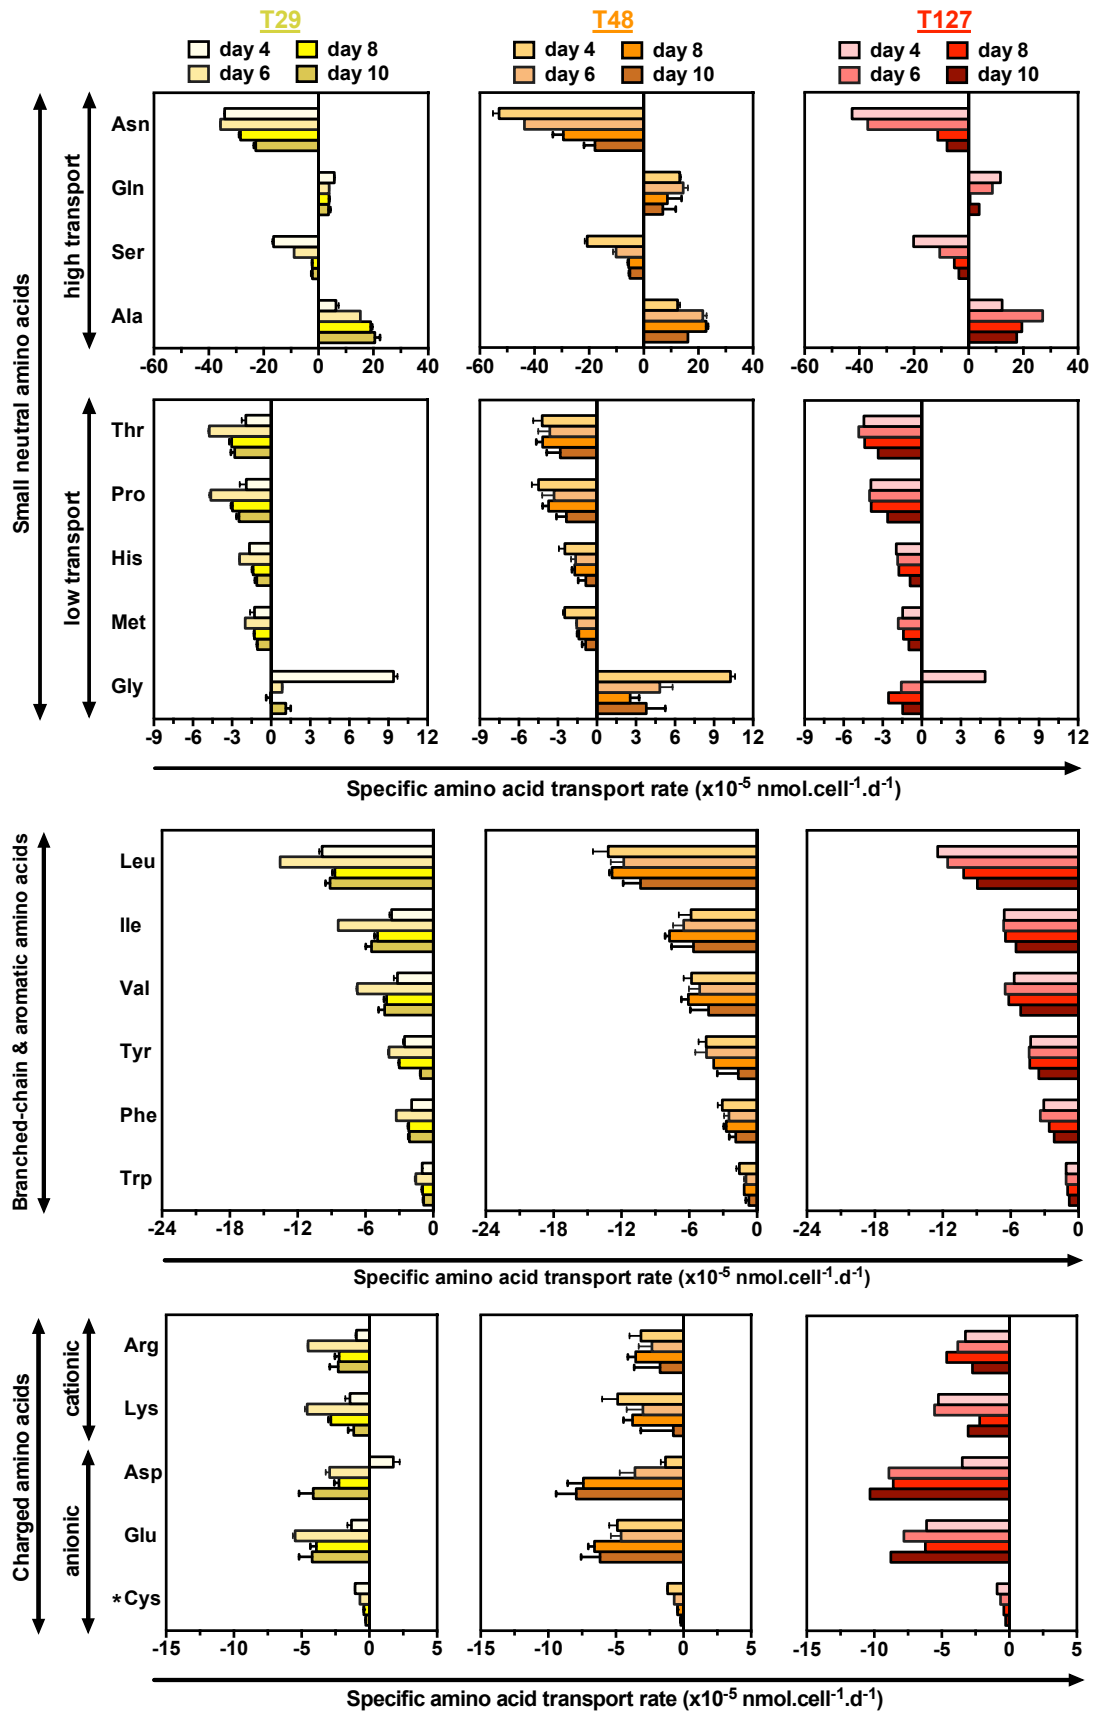 T29 T48 T127
day 4 day 8 day 4 day 8 day 4 day 8
day 6 day 10 day 6 day 10 day 6 day 10
Small neutral amino acids
high transport
Asn
Gln
Ser
Ala
-60 -40 -20 0 20 40 -60 -40 -20 0 20 40 -60 -40 -20 0 20 40
low transport
Thr
Pro
His
Met
Gly
-9 -6 -3 0 3 6 9 12 -9 -6 -3 0 3 6 9 12 -9 -6 -3 0 3 6 9 12
Specific amino acid transport rate (x10⁻⁵ nmol.cell⁻¹.d⁻¹)
Branched-chain & aromatic amino acids
Leu
Ile
Val
Tyr
Phe
Trp
-24 -18 -12 -6 0 -24 -18 -12 -6 0 -24 -18 -12 -6 0
Specific amino acid transport rate (x10⁻⁵ nmol.cell⁻¹.d⁻¹)
Charged amino acids
cationic
Arg
Lys
anionic
Asp
Glu
*Cys
-15 -10 -5 0 5 -15 -10 -5 0 5 -15 -10 -5 0 5
Specific amino acid transport rate (x10⁻⁵ nmol.cell⁻¹.d⁻¹)